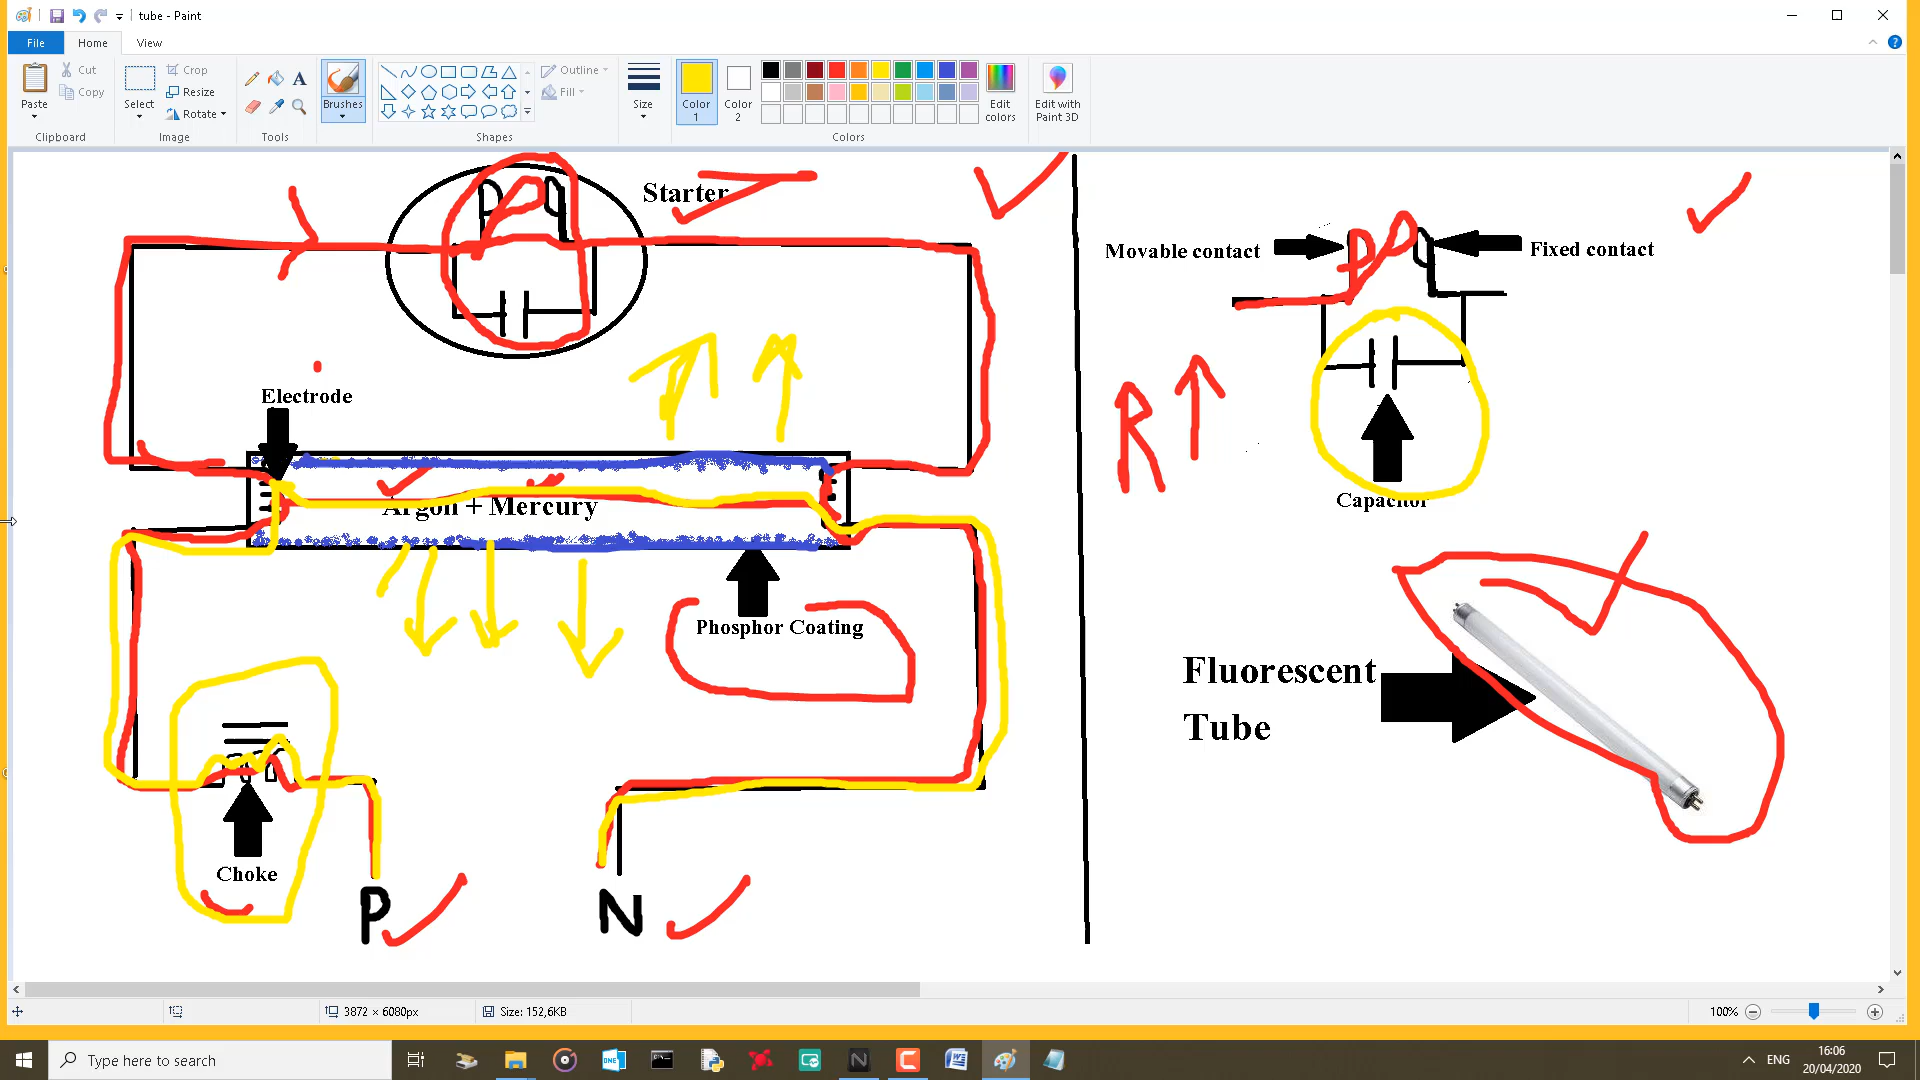 tube - Paint
File Home View
Paste Cut Copy
Clipboard
Select Crop Resize Rotate
Image
A
Tools
Brushes
Outline
Fill
Shapes
Size
Color 1
Color 2
Edit colors
Edit with Paint 3D
Colors
Starter
Electrode
Argon + Mercury
Phosphor Coating
Choke
P
N
Movable contact
Fixed contact
R
Capacitor
Fluorescent
Tube
3872 × 6080px
Size: 152,6KB
100%
Type here to search
ENG
16:06
20/04/2020